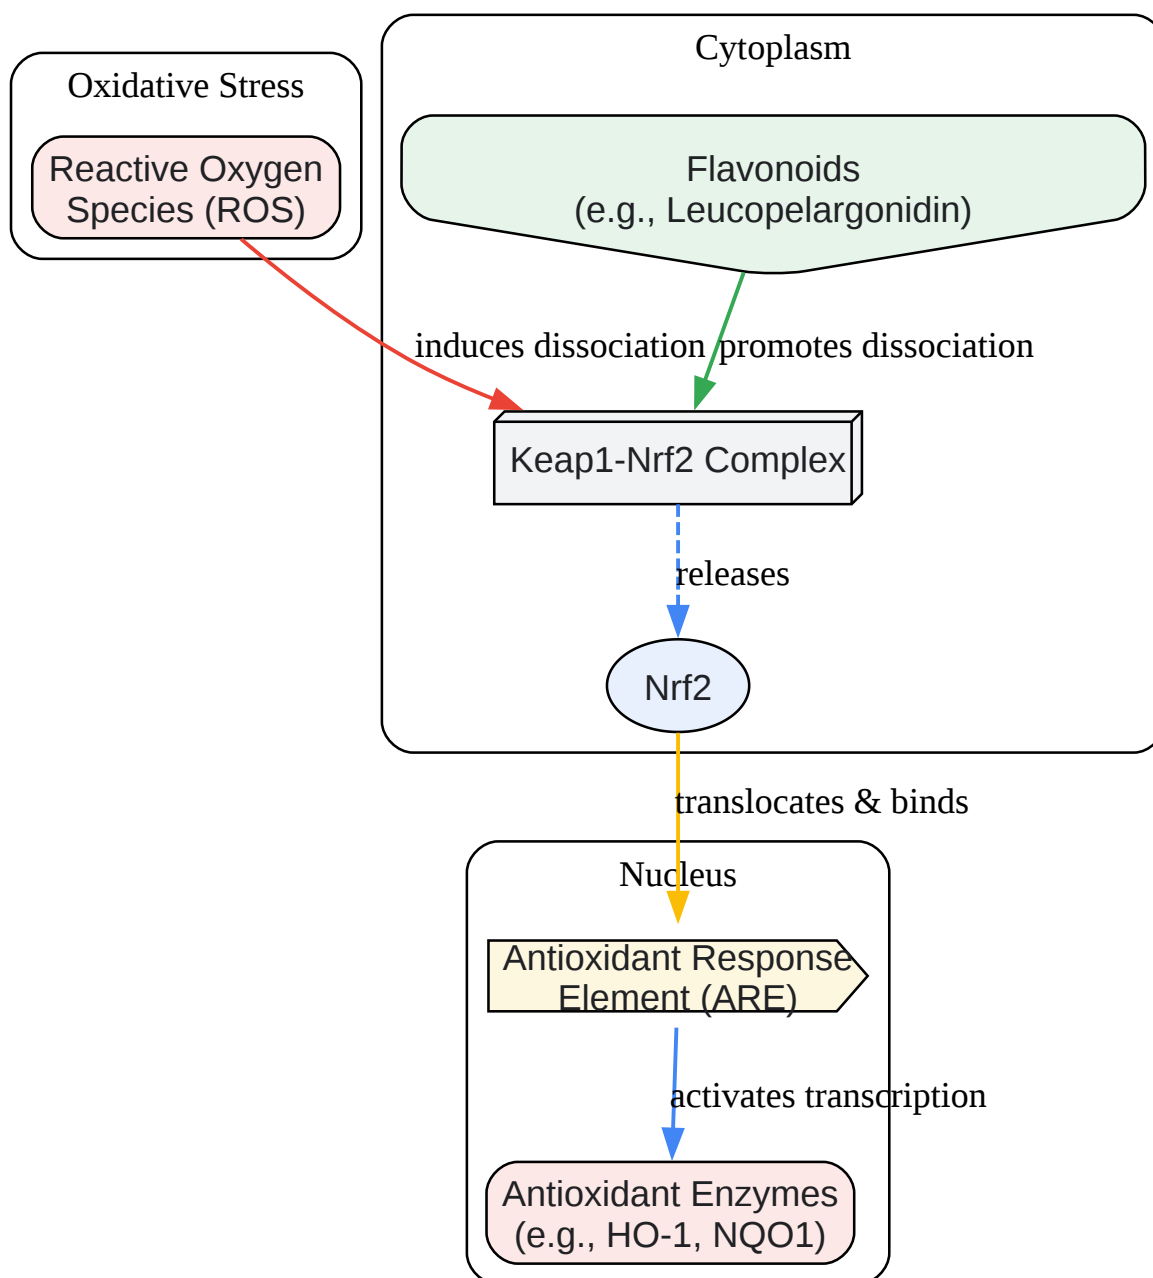 Cytoplasm
Oxidative Stress
Reactive Oxygen
Species (ROS)
Flavonoids
(e.g., Leucopelargonidin)
induces dissociation
promotes dissociation
Keap1-Nrf2 Complex
releases
Nrf2
translocates & binds
Nucleus
Antioxidant Response
Element (ARE)
activates transcription
Antioxidant Enzymes
(e.g., HO-1, NQO1)